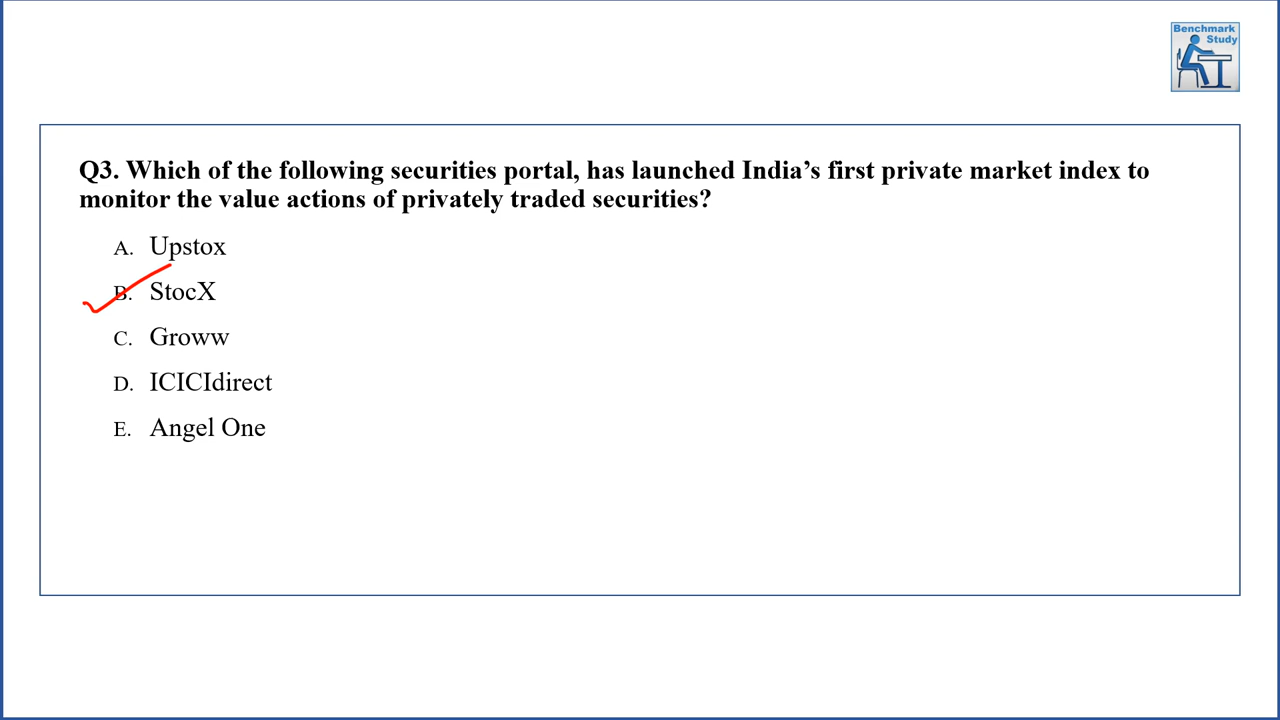 Benchmark
Study
Q3. Which of the following securities portal, has launched India’s first private market index to
monitor the value actions of privately traded securities?
A. Upstox
B. StocX
C. Groww
D. ICICIdirect
E. Angel One